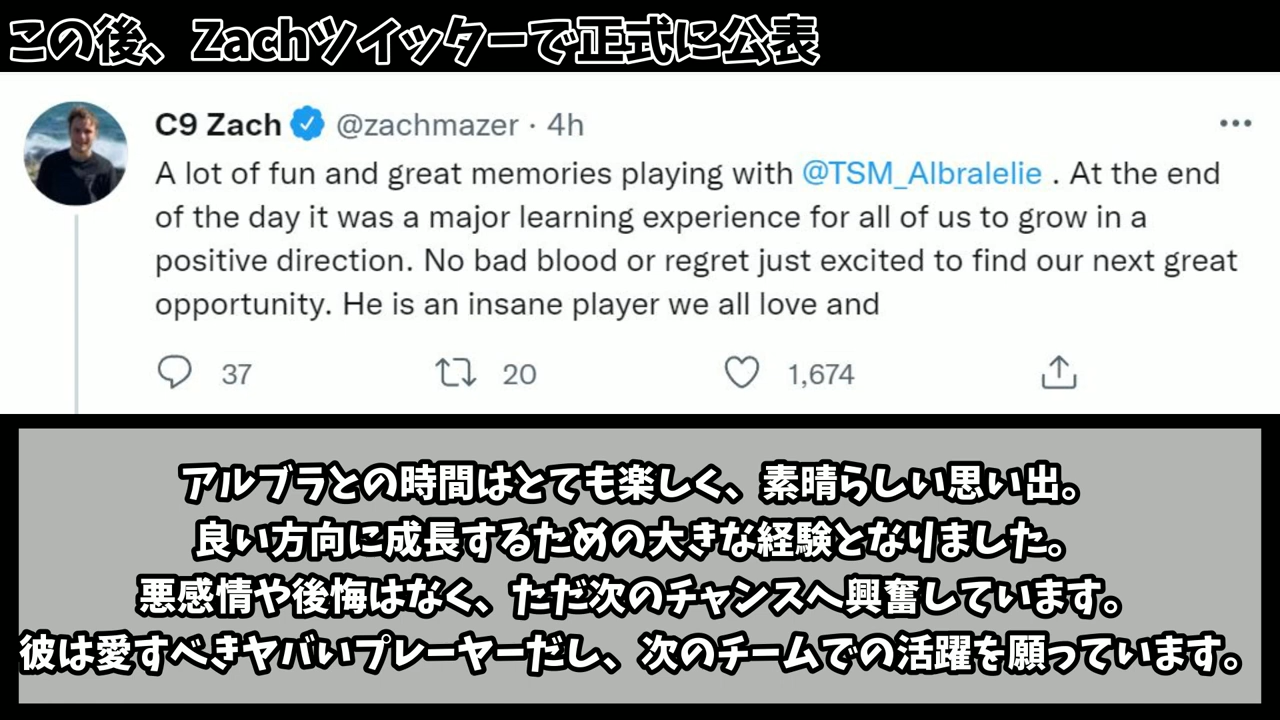 この後、Zachツイッターで正式に公表
C9 Zach @zachmazer · 4h
A lot of fun and great memories playing with @TSM_Albralelie . At the end
of the day it was a major learning experience for all of us to grow in a
positive direction. No bad blood or regret just excited to find our next great
opportunity. He is an insane player we all love and
37 20 1,674
アルブラとの時間はとても楽しく、素晴らしい思い出。
良い方向に成長するための大きな経験となりました。
悪感情や後悔はなく、ただ次のチャンスへ興奮しています。
彼は愛すべきヤバいプレーヤーだし、次のチームでの活躍を願っています。